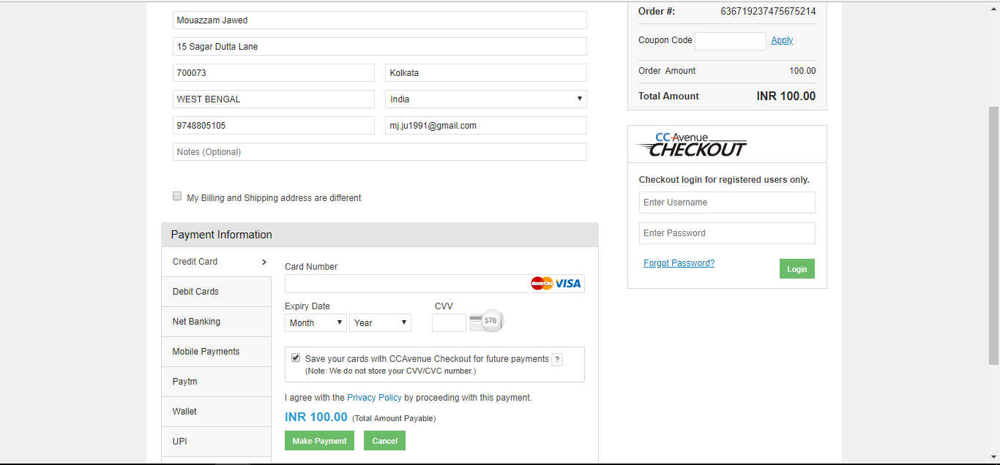 Mouazzam Jawed
15 Sagar Dutta Lane
700073 Kolkata
WEST BENGAL India
9748805105 mj.ju1991@gmail.com
Notes (Optional)
My Billing and Shipping address are different
Payment Information
Credit Card
Debit Cards
Net Banking
Mobile Payments
Paytm
Wallet
UPI
Card Number
MasterCard VISA
Expiry Date CVV
Month Year 576
Save your cards with CCAvenue Checkout for future payments ?
(Note: We do not store your CVV/CVC number.)
I agree with the Privacy Policy by proceeding with this payment.
INR 100.00 (Total Amount Payable)
Make Payment Cancel
Order #: 636719237475675214
Coupon Code Apply
Order Amount 100.00
Total Amount INR 100.00
CCAvenue
CHECKOUT
Checkout login for registered users only.
Enter Username
Enter Password
Forgot Password?
Login